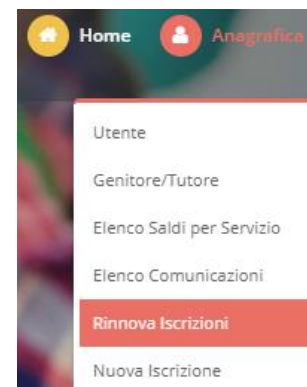 Home Anagrafica
Utente
Genitore/Tutore
Elenco Saldi per Servizio
Elenco Comunicazioni
Rinnova Iscrizioni
Nuova Iscrizione